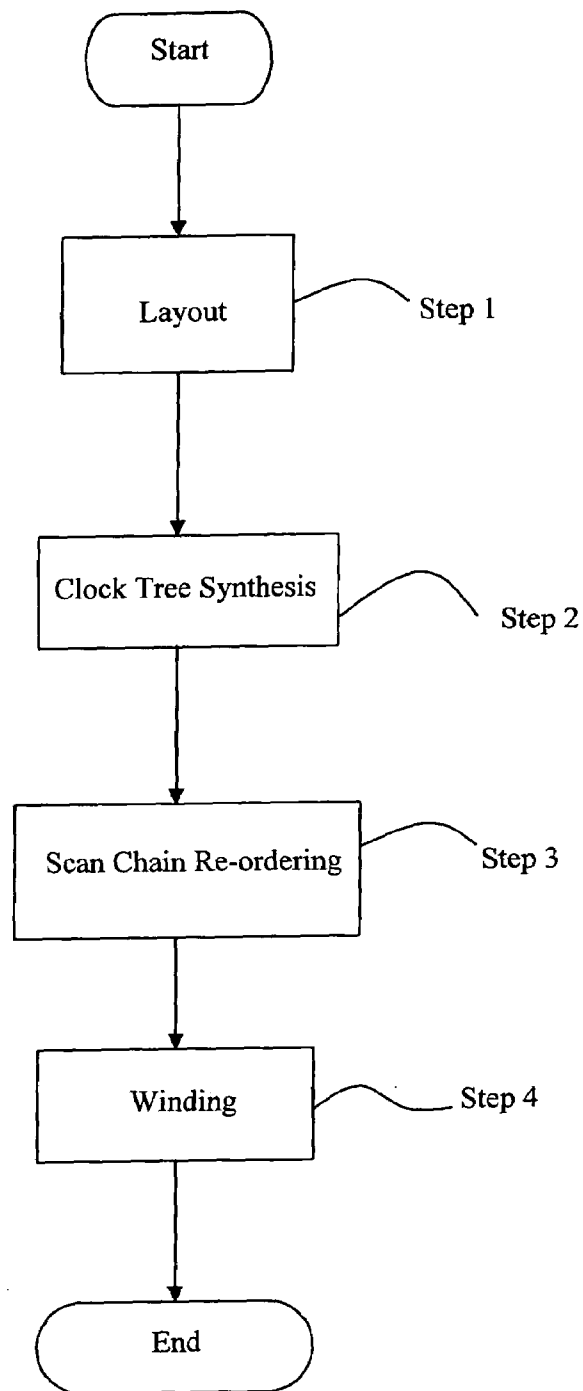 Start
Layout
Step 1
Clock Tree Synthesis
Step 2
Scan Chain Re-ordering
Step 3
Winding
Step 4
End